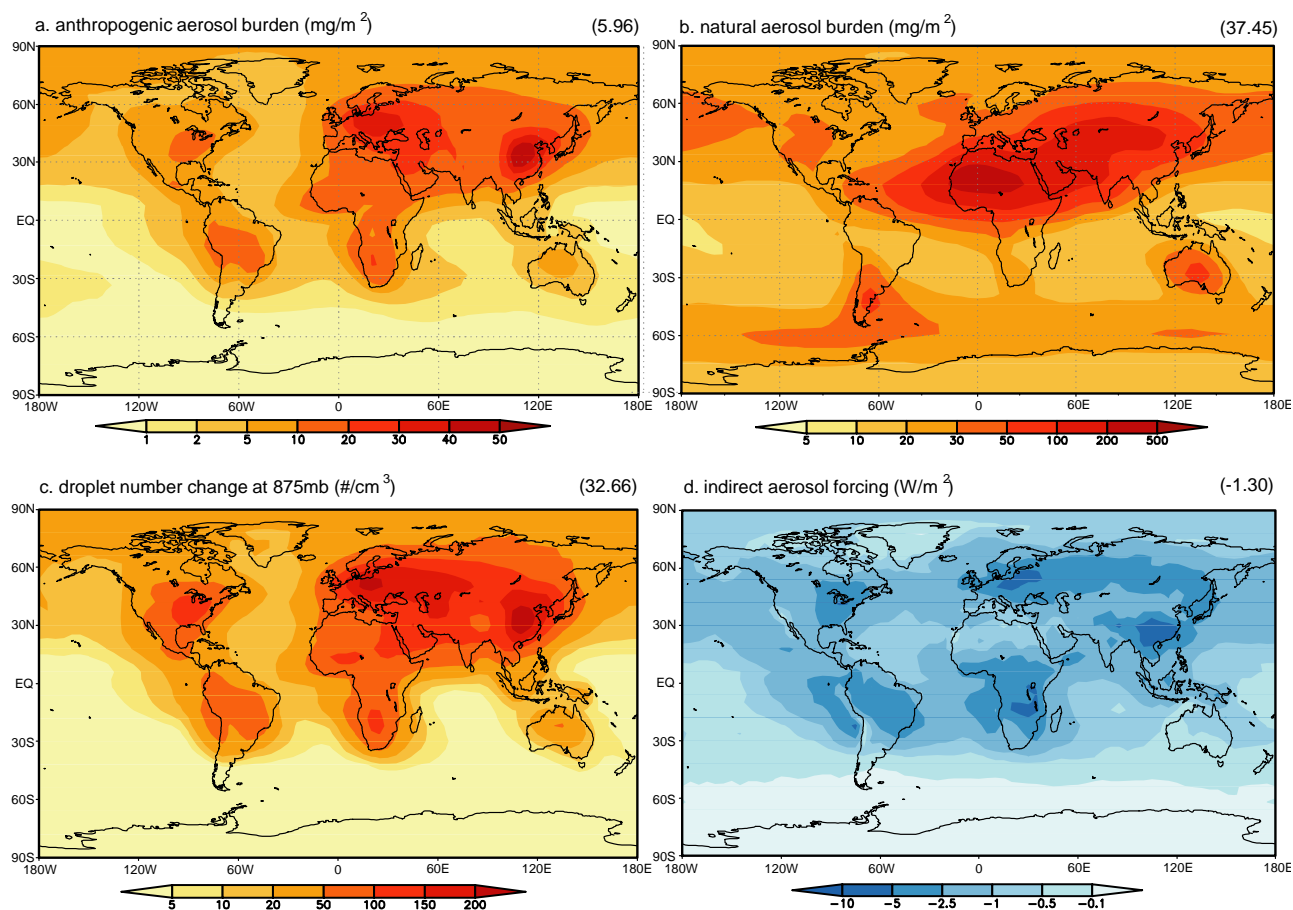 a. anthropogenic aerosol burden (mg/m²) (5.96)
90N
60N
30N
EQ
30S
60S
90S
180W 120W 60W 0 60E 120E 180E
1 2 5 10 20 30 40 50
b. natural aerosol burden (mg/m²) (37.45)
90N
60N
30N
EQ
30S
60S
90S
180W 120W 60W 0 60E 120E 180E
5 10 20 30 50 100 200 500
c. droplet number change at 875mb (#/cm³) (32.66)
90N
60N
30N
EQ
30S
60S
90S
180W 120W 60W 0 60E 120E 180E
5 10 20 50 100 150 200
d. indirect aerosol forcing (W/m²) (-1.30)
90N
60N
30N
EQ
30S
60S
90S
180W 120W 60W 0 60E 120E 180E
−10 −5 −2.5 −1 −0.5 −0.1